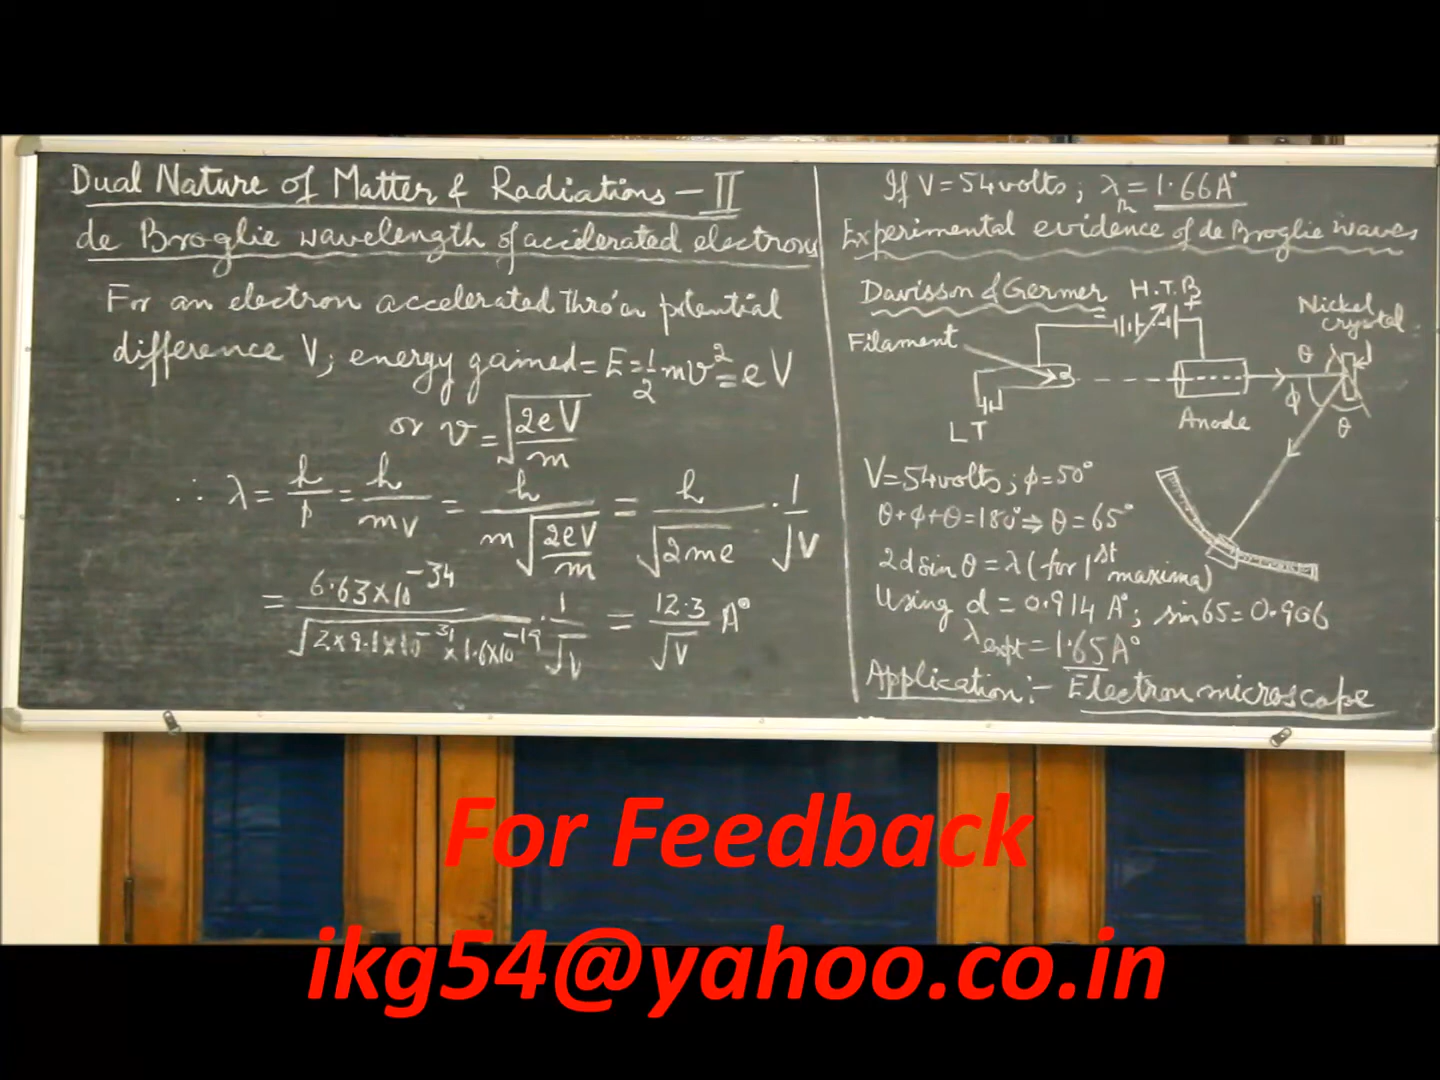 Dual Nature of Matter & Radiations - II
de Broglie wavelength of accelerated electrons
For an electron accelerated thro' a potential
difference V; energy gained = E = 1/2 mv² = eV
or v = √(2eV/m)
∴ λ = h/p = h/mv = h/(m√(2eV/m)) = h/√(2me) · 1/√V
= 6.63×10⁻³⁴/√(2×9.1×10⁻³¹×1.6×10⁻¹⁹) · 1/√V = 12.3/√V A°
If V = 54 volts ; λth = 1.66A°
Experimental evidence of de Broglie waves
Davisson & Germer
H.T.B
- +
Nickel
crystal
Filament
θ
φ
θ
Anode
LT
V = 54 volts ; φ = 50°
θ + φ + θ = 180° ⇒ θ = 65°
2d sin θ = λ (for 1st maxima)
Using d = 0.914 A° ; sin 65 = 0.906
λexpt = 1.65A°
Application :- Electron microscope
For Feedback
ikg54@yahoo.co.in